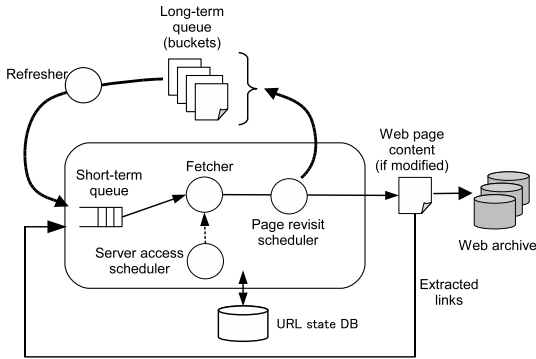 Long-term
queue
(buckets)
Refresher
Web page
content
(if modified)
Fetcher
Short-term
queue
Page revisit
scheduler
Server access
scheduler
Web archive
Extracted
links
URL state DB